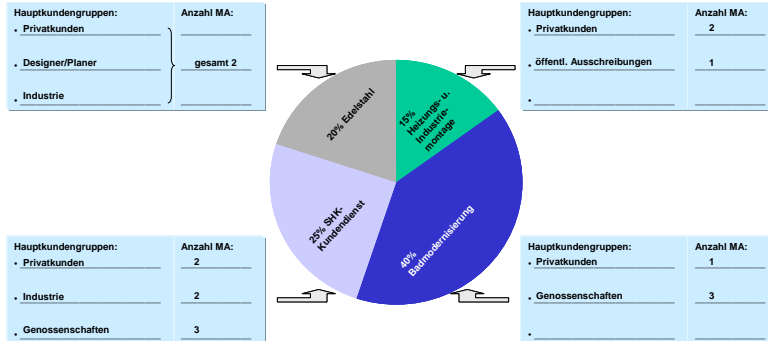 Hauptkundengruppen: Anzahl MA:
• Privatkunden
• Designer/Planer gesamt 2
• Industrie
Hauptkundengruppen: Anzahl MA:
• Privatkunden 2
• öffentl. Ausschreibungen 1
•
20% Edelstahl
15%
Heizungs- u.
Industrie-
montage
25% SHK-
Kundendienst
40%
Badmodernisierung
Hauptkundengruppen: Anzahl MA:
• Privatkunden 2
• Industrie 2
• Genossenschaften 3
Hauptkundengruppen: Anzahl MA:
• Privatkunden 1
• Genossenschaften 3
•